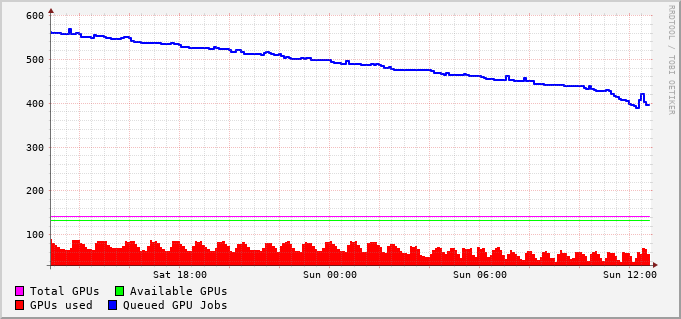 600
500
400
300
200
100
Sat 18:00 Sun 00:00 Sun 06:00 Sun 12:00
Total GPUs Available GPUs
GPUs used Queued GPU Jobs
RRDTOOL / TOBI OETIKER